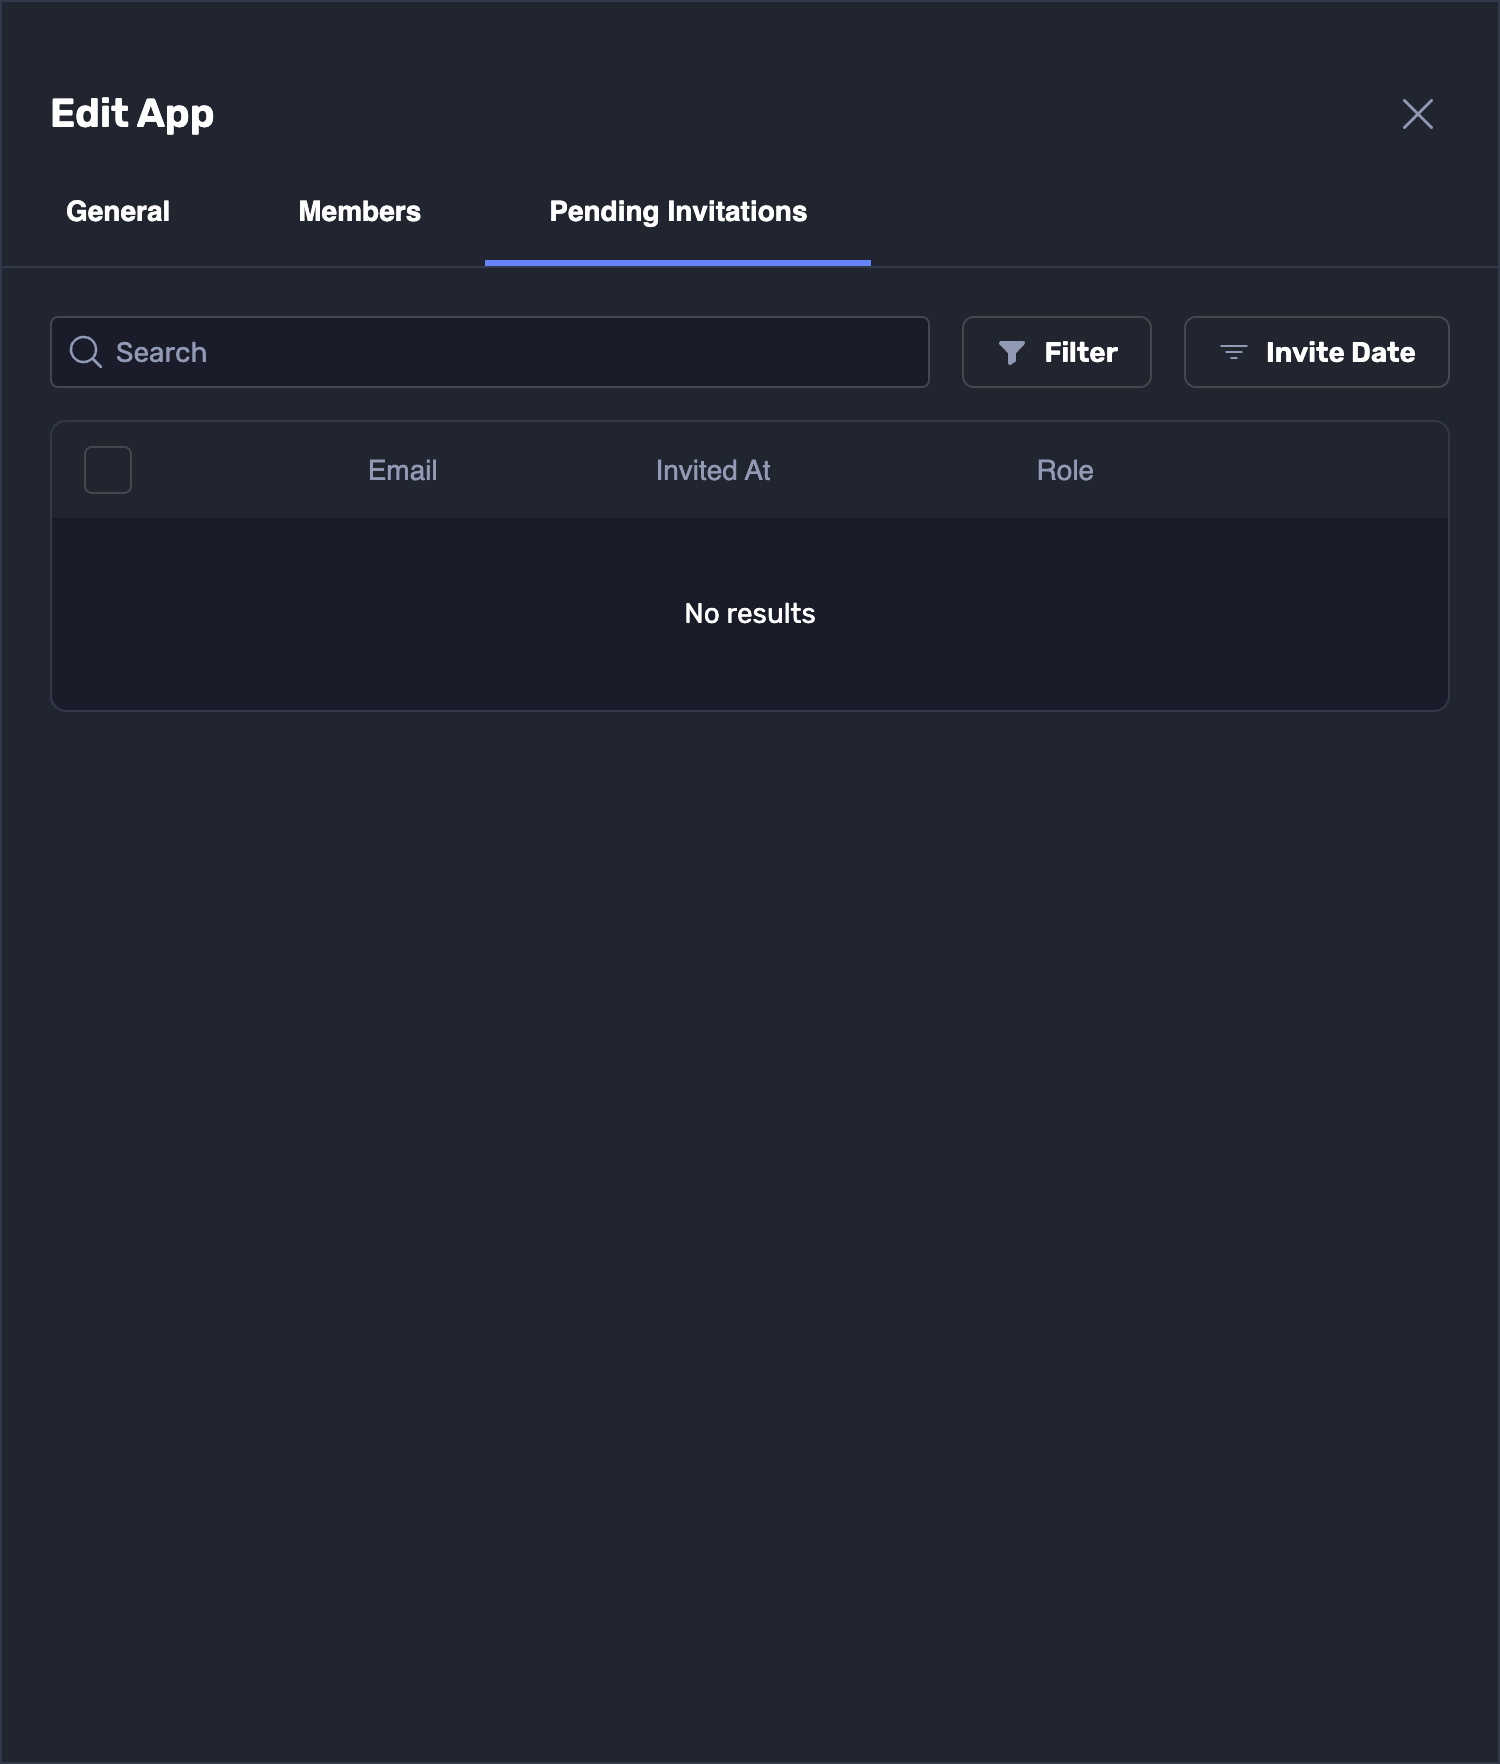 Edit App
General Members Pending Invitations
Search Filter Invite Date
Email Invited At Role
No results